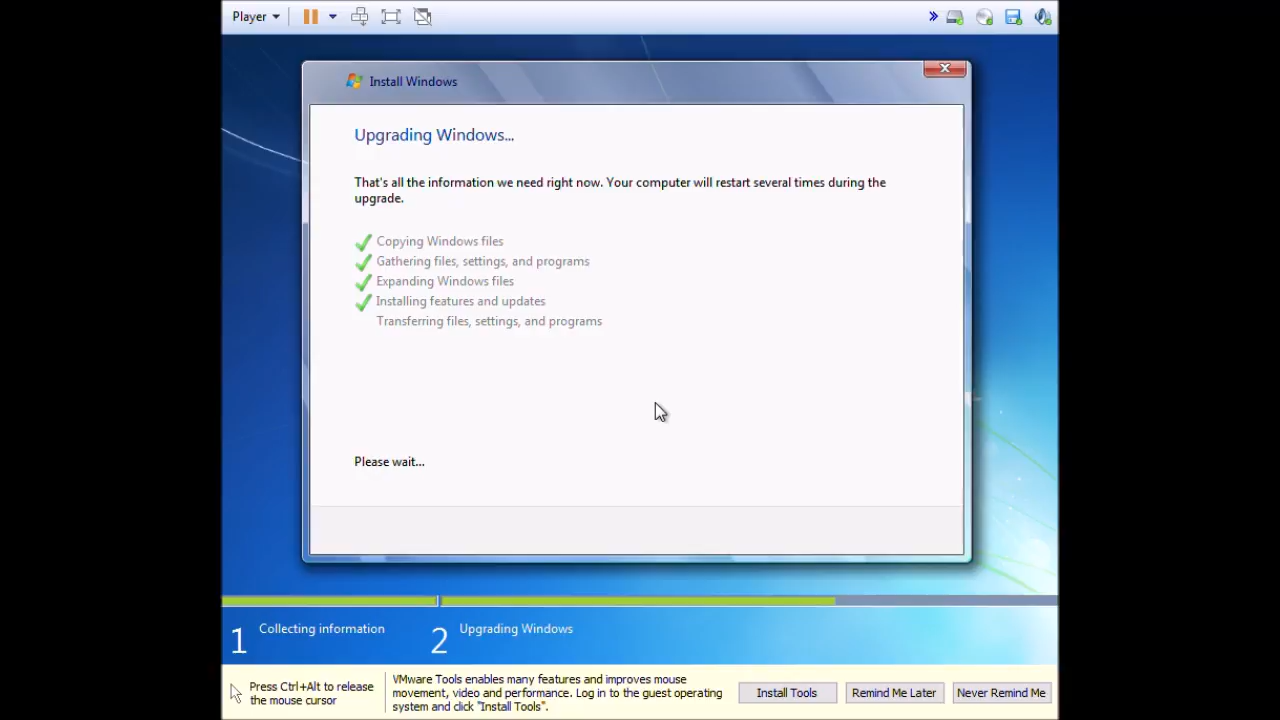 Player
Install Windows
Upgrading Windows...
That's all the information we need right now. Your computer will restart several times during the
upgrade.
Copying Windows files
Gathering files, settings, and programs
Expanding Windows files
Installing features and updates
Transferring files, settings, and programs
Please wait...
1 Collecting information
2 Upgrading Windows
Press Ctrl+Alt to release
the mouse cursor
VMware Tools enables many features and improves mouse
movement, video and performance. Log in to the guest operating
system and click "Install Tools".
Install Tools
Remind Me Later
Never Remind Me